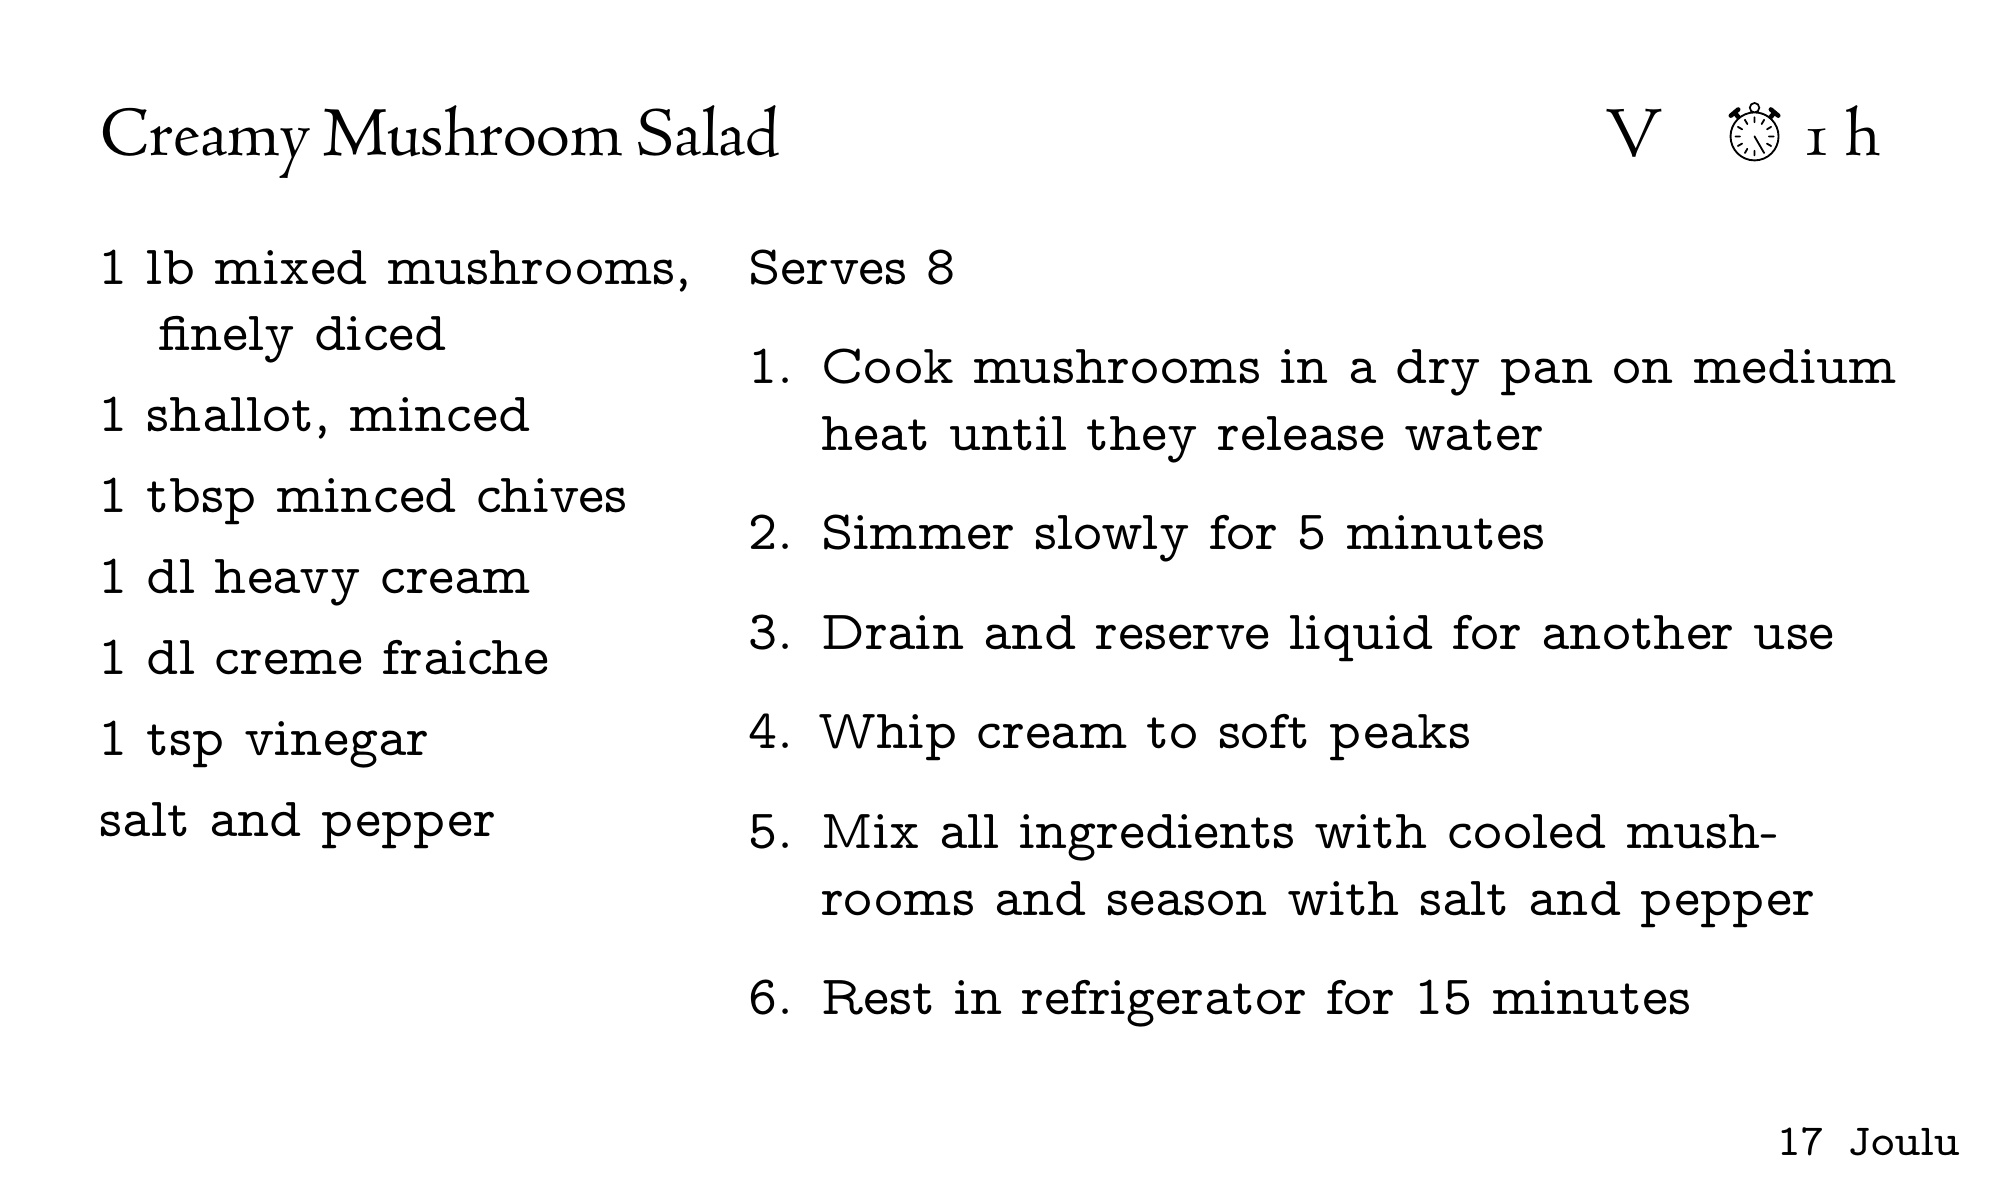 Creamy Mushroom Salad
V 1 h
1 lb mixed mushrooms,
finely diced
1 shallot, minced
1 tbsp minced chives
1 dl heavy cream
1 dl creme fraiche
1 tsp vinegar
salt and pepper
Serves 8
1. Cook mushrooms in a dry pan on medium
heat until they release water
2. Simmer slowly for 5 minutes
3. Drain and reserve liquid for another use
4. Whip cream to soft peaks
5. Mix all ingredients with cooled mush-
rooms and season with salt and pepper
6. Rest in refrigerator for 15 minutes
17 Joulu